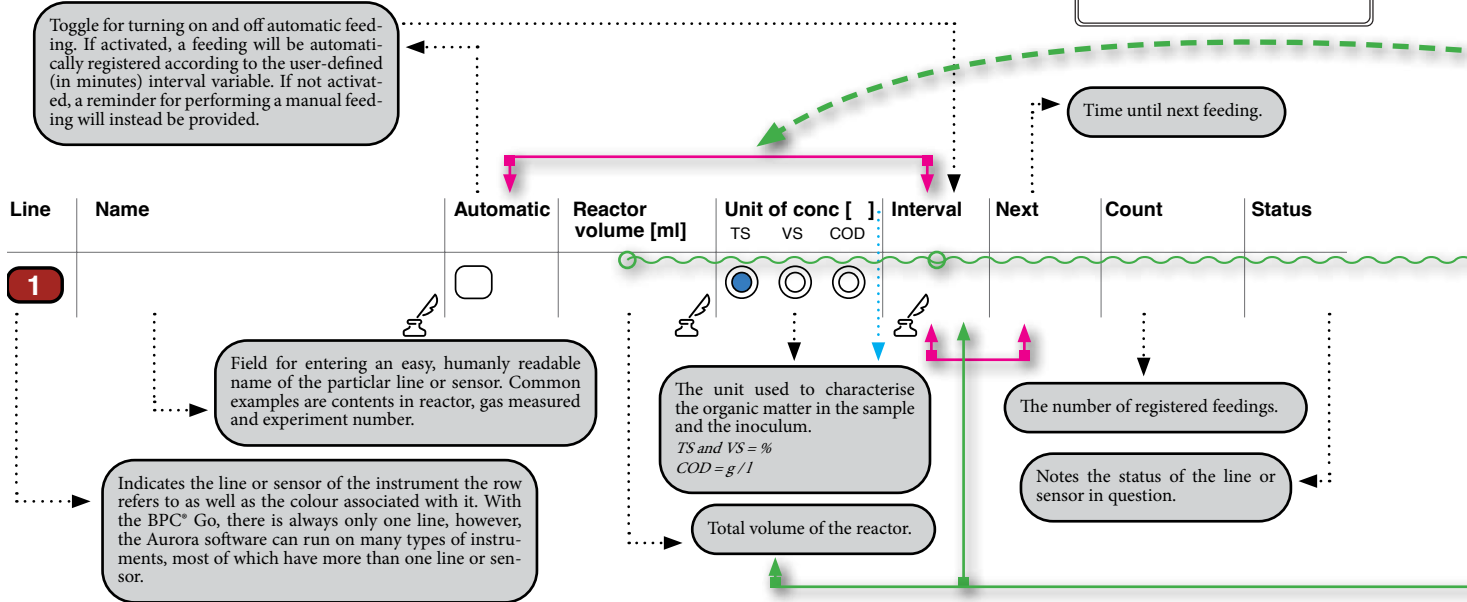 Toggle for turning on and off automatic feed-
ing. If activated, a feeding will be automati-
cally registered according to the user-defined
(in minutes) interval variable. If not activat-
ed, a reminder for performing a manual feed-
ing will instead be provided.
Time until next feeding.
Line Name Automatic Reactor volume [ml] Unit of conc [ ] Interval Next Count Status
TS VS COD
1
Field for entering an easy, humanly readable
name of the particlar line or sensor. Common
examples are contents in reactor, gas measured
and experiment number.
The unit used to characterise
the organic matter in the sample
and the inoculum.
TS and VS = %
COD = g / l
The number of registered feedings.
Indicates the line or sensor of the instrument the row
refers to as well as the colour associated with it. With
the BPC® Go, there is always only one line, however,
the Aurora software can run on many types of instru-
ments, most of which have more than one line or sen-
sor.
Notes the status of the line or
sensor in question.
Total volume of the reactor.